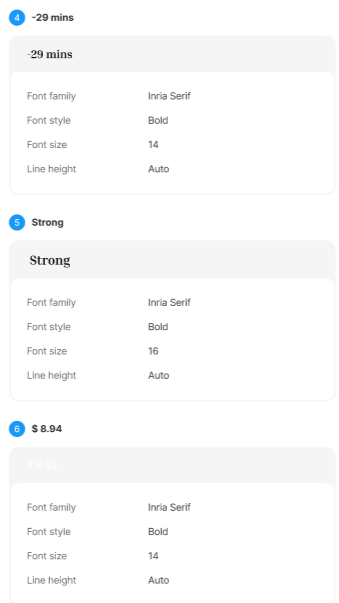 4 -29 mins
-29 mins
Font family Inria Serif
Font style Bold
Font size 14
Line height Auto
5 Strong
Strong
Font family Inria Serif
Font style Bold
Font size 16
Line height Auto
6 $ 8.94
$ 8.94
Font family Inria Serif
Font style Bold
Font size 14
Line height Auto